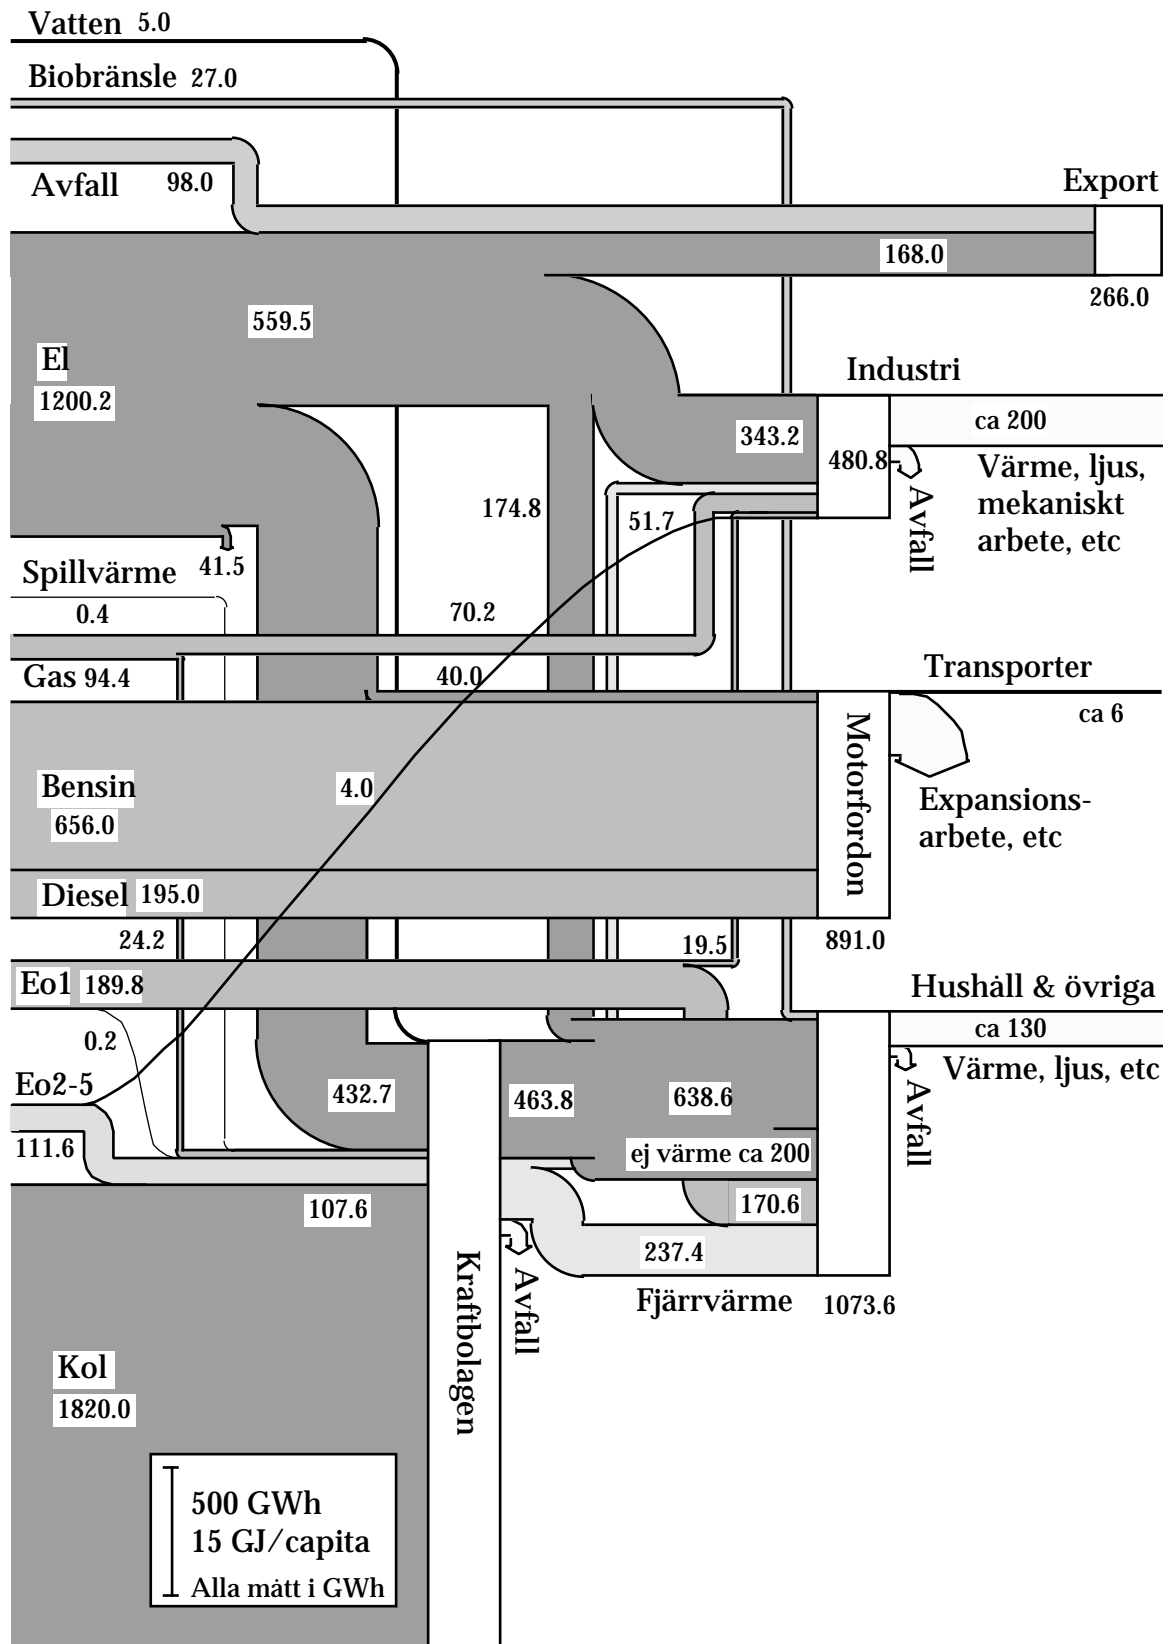 Vatten 5.0
Biobränsle 27.0
Avfall 98.0
Export
168.0
266.0
559.5
El
1200.2
Industri
ca 200
343.2
480.8
Värme, ljus,
mekaniskt
arbete, etc
Avfall
174.8
51.7
41.5
Spillvärme
0.4
70.2
Gas 94.4
40.0
Transporter
ca 6
Motorfordon
Bensin
656.0
4.0
Expansions-
arbete, etc
Diesel 195.0
24.2
19.5
891.0
Eo1 189.8
Hushåll & övriga
ca 130
0.2
Värme, ljus, etc
Avfall
Eo2-5
111.6
432.7
463.8
638.6
ej värme ca 200
107.6
170.6
237.4
Fjärrvärme
1073.6
Kraftbolagen
Avfall
Kol
1820.0
500 GWh
15 GJ/capita
Alla mått i GWh